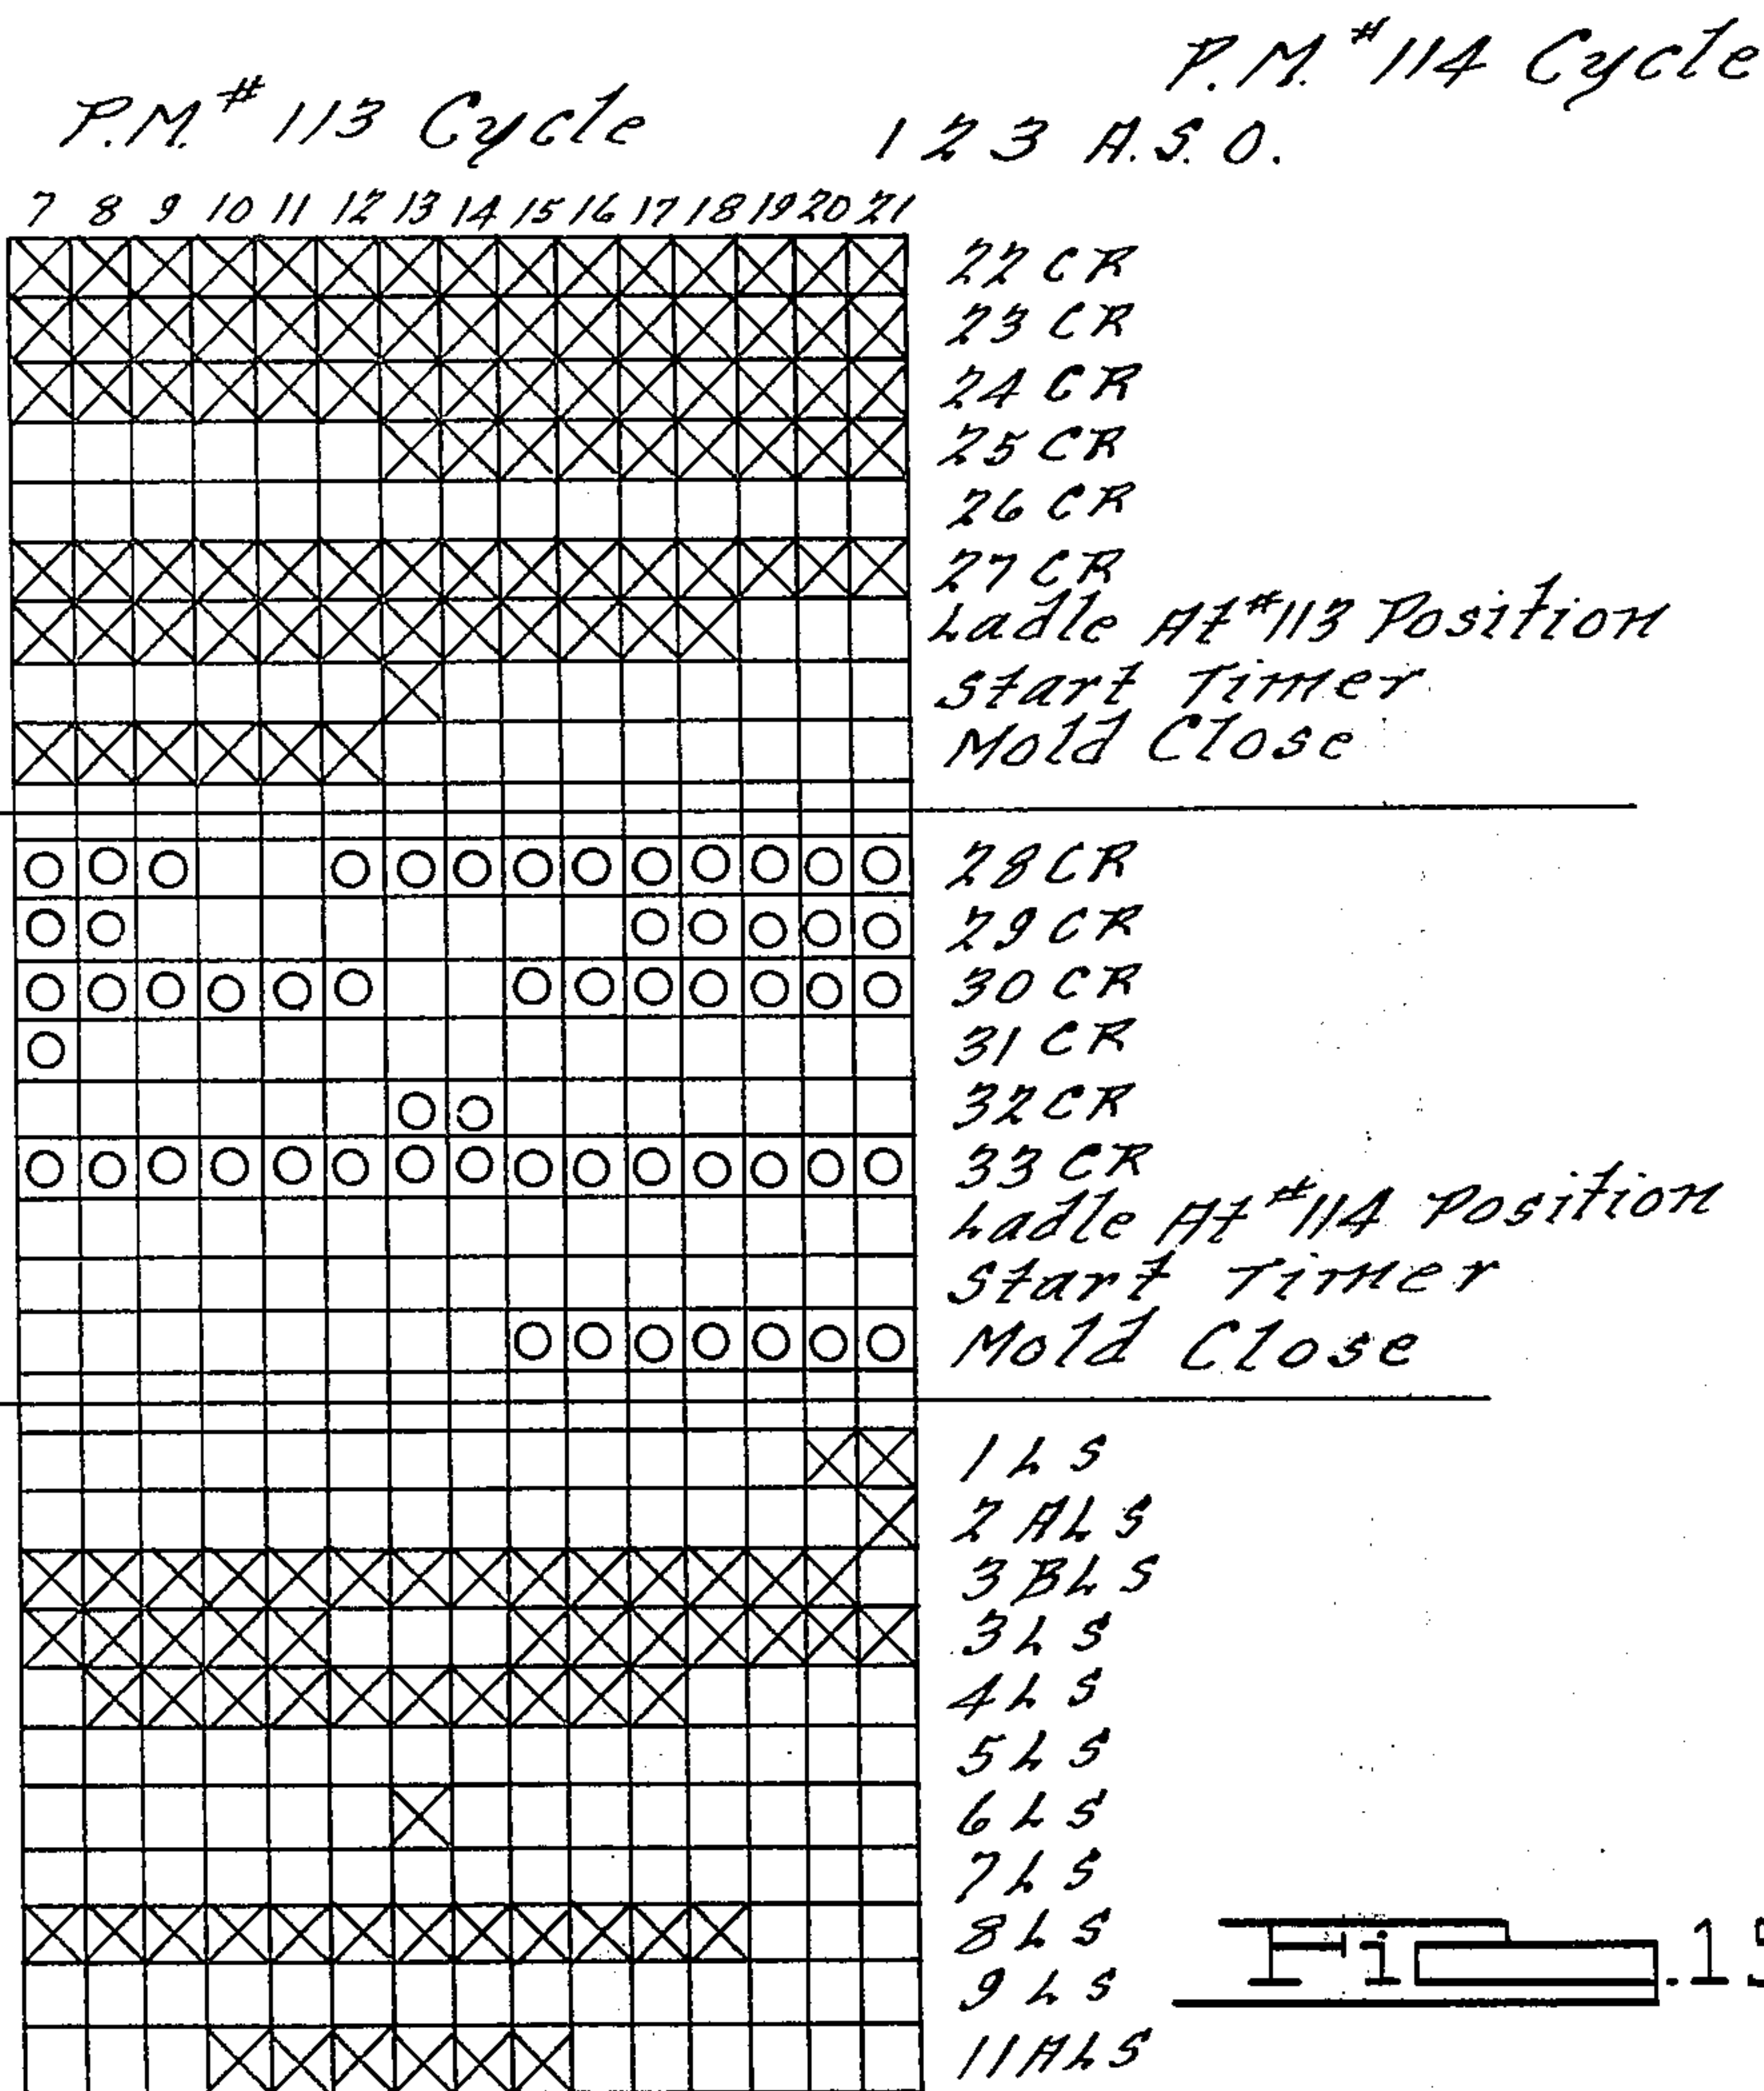 P.M. #114 Cycle
P.M. #113 Cycle
1 2 3 A.S.O.
7 8 9 10 11 12 13 14 15 16 17 18 19 20 21
22 CR
23 CR
24 CR
25 CR
26 CR
27 CR
Ladle At #113 Position
Start Timer
Mold Close
28 CR
29 CR
30 CR
31 CR
32 CR
33 CR
Ladle At #114 Position
Start Timer
Mold Close
1 LS
2 ALS
3 BLS
3 LS
4 LS
5 LS
6 LS
7 LS
8 LS
9 LS
11 ALS